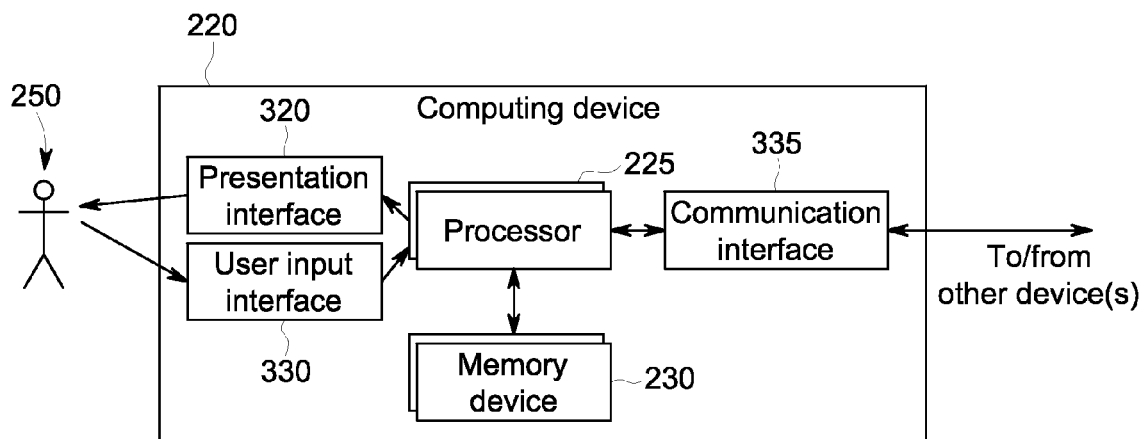 220
250
Computing device
320
335
225
Presentation
interface
Processor
Communication
interface
User input
interface
To/from
other device(s)
330
Memory
device
230